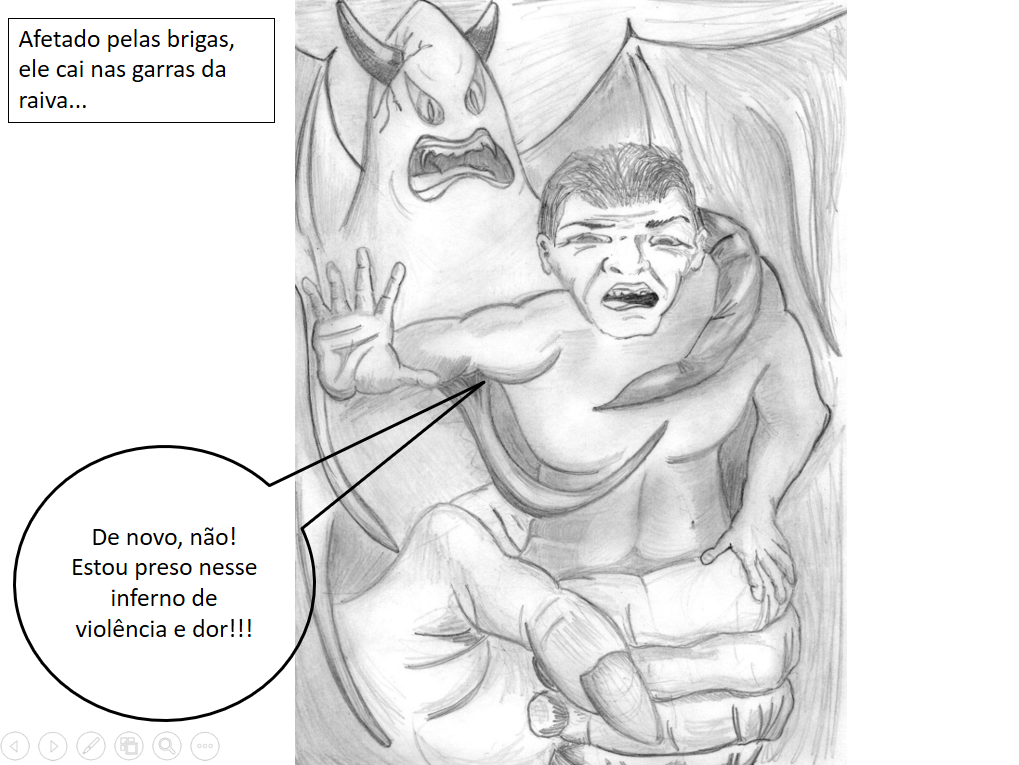 Afetado pelas brigas,
ele cai nas garras da
raiva...
De novo, não!
Estou preso nesse
inferno de
violência e dor!!!